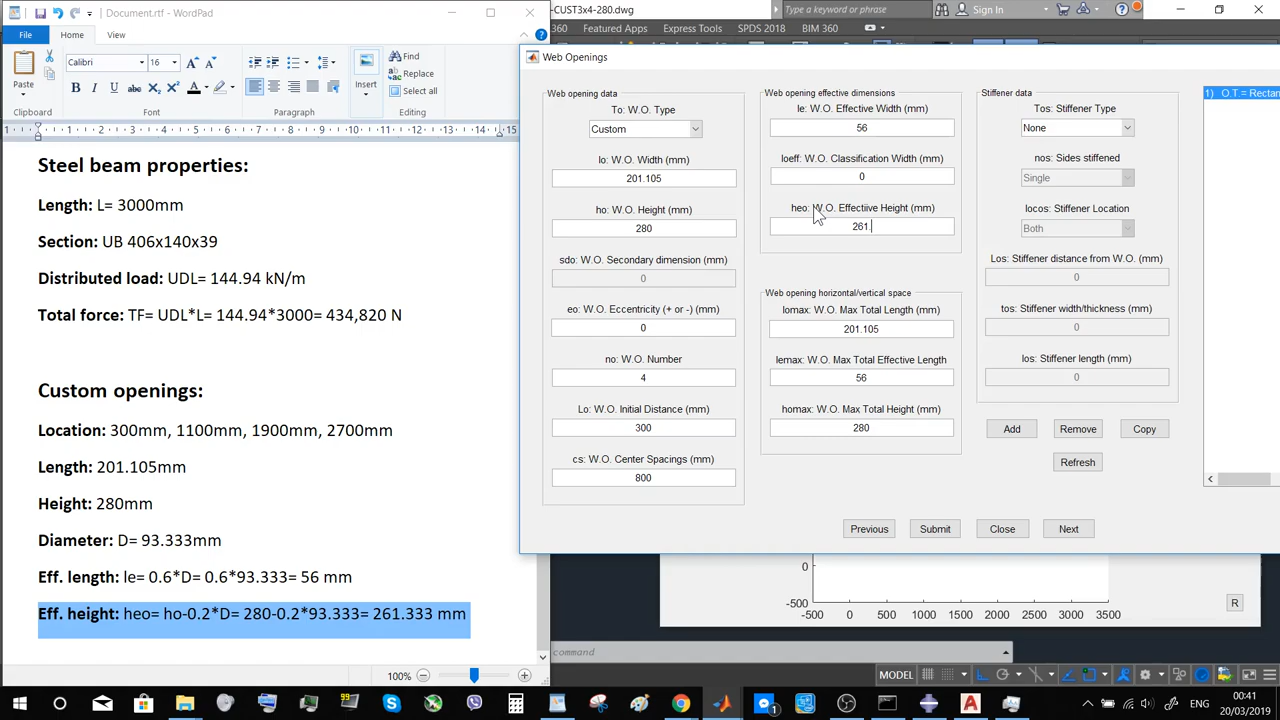 Document.rtf - WordPad
File
Home
View
Paste
Clipboard
Calibri
16
Font
Paragraph
Insert
Find
Replace
Select all
Editing
Steel beam properties:
Length: L= 3000mm
Section: UB 406x140x39
Distributed load: UDL= 144.94 kN/m
Total force: TF= UDL*L= 144.94*3000= 434,820 N
Custom openings:
Location: 300mm, 1100mm, 1900mm, 2700mm
Length: 201.105mm
Height: 280mm
Diameter: D= 93.333mm
Eff. length: le= 0.6*D= 0.6*93.333= 56 mm
Eff. height: heo= ho-0.2*D= 280-0.2*93.333= 261.333 mm
100%
-CUST3x4-280.dwg
Type a keyword or phrase
Sign In
360
Featured Apps
Express Tools
SPDS 2018
BIM 360
Web Openings
Web opening data
To: W.O. Type
Custom
lo: W.O. Width (mm)
201.105
ho: W.O. Height (mm)
280
sdo: W.O. Secondary dimension (mm)
0
eo: W.O. Eccentricity (+ or -) (mm)
0
no: W.O. Number
4
Lo: W.O. Initial Distance (mm)
300
cs: W.O. Center Spacings (mm)
800
Web opening effective dimensions
le: W.O. Effective Width (mm)
56
loeff: W.O. Classification Width (mm)
0
heo: W.O. Effectiive Height (mm)
261.
Web opening horizontal/vertical space
lomax: W.O. Max Total Length (mm)
201.105
lemax: W.O. Max Total Effective Length
56
homax: W.O. Max Total Height (mm)
280
Stiffener data
Tos: Stiffener Type
None
nos: Sides stiffened
Single
locos: Stiffener Location
Both
Los: Stiffener distance from W.O. (mm)
0
tos: Stiffener width/thickness (mm)
0
los: Stiffener length (mm)
0
Add
Remove
Copy
Refresh
Previous
Submit
Close
Next
1) O.T.= Rectan
0
-500
-500 0 500 1000 1500 2000 2500 3000 3500
R
command
MODEL
ENG
00:41
20/03/2019